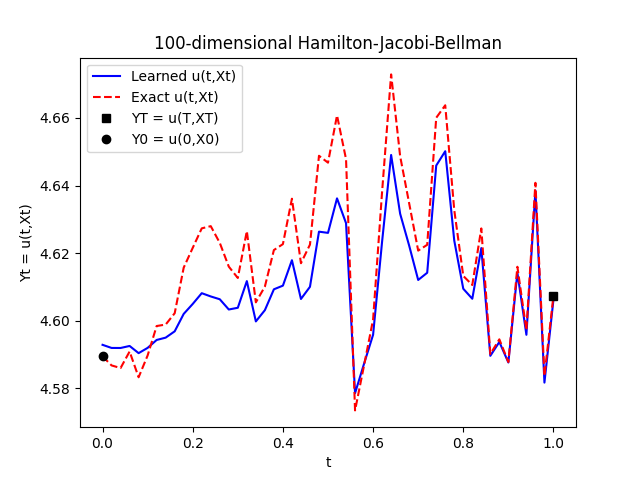 100-dimensional Hamilton-Jacobi-Bellman
Learned u(t,Xt)
Exact u(t,Xt)
YT = u(T,XT)
Y0 = u(0,X0)
Yt = u(t,Xt)
4.66
4.64
4.62
4.60
4.58
0.0 0.2 0.4 0.6 0.8 1.0
t